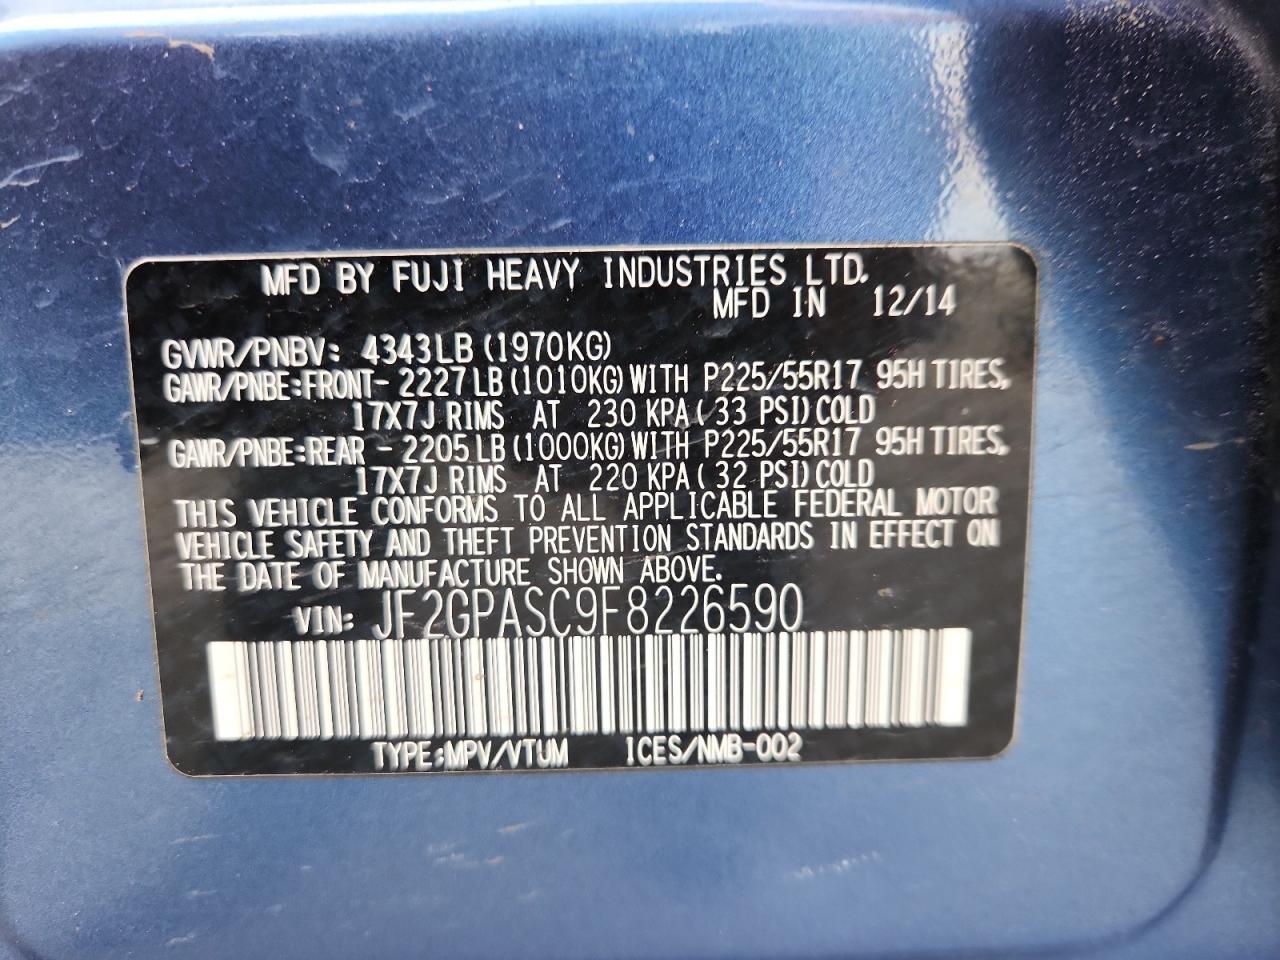 MFD BY FUJI HEAVY INDUSTRIES LTD.
MFD IN 12/14
GVWR/PNBV: 4343LB (1970KG)
GAWR/PNBE:FRONT- 2227LB (1010KG) WITH P225/55R17 95H TIRES,
17X7J RIMS AT 230 KPA( 33 PSI) COLD
GAWR/PNBE:REAR - 2205LB (1000KG) WITH P225/55R17 95H TIRES,
17X7J RIMS AT 220 KPA( 32 PSI) COLD
THIS VEHICLE CONFORMS TO ALL APPLICABLE FEDERAL MOTOR
VEHICLE SAFETY AND THEFT PREVENTION STANDARDS IN EFFECT ON
THE DATE OF MANUFACTURE SHOWN ABOVE.
VIN: JF2GPASC9F8226590
TYPE:MPV/VTUM ICES/NMB-002